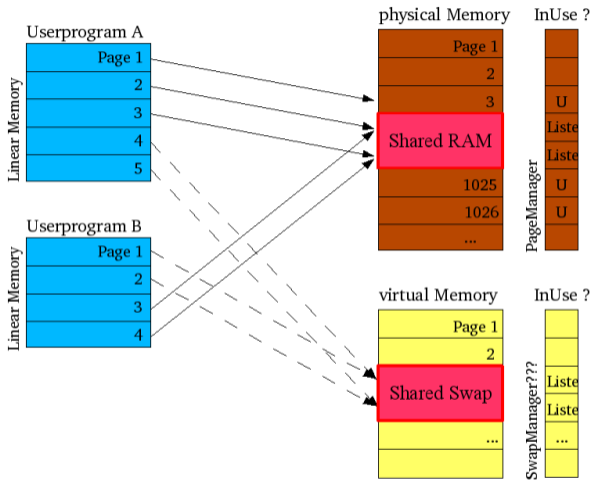 physical Memory
InUse ?
Userprogram A
Linear Memory
Page 1
2
3
4
5
Userprogram B
Linear Memory
Page 1
2
3
4
Page 1
2
3
Shared RAM
1025
1026
...
PageManager
U
Liste
Liste
U
U
virtual Memory
InUse ?
Page 1
2
Shared Swap
...
SwapManager???
Liste
Liste
...